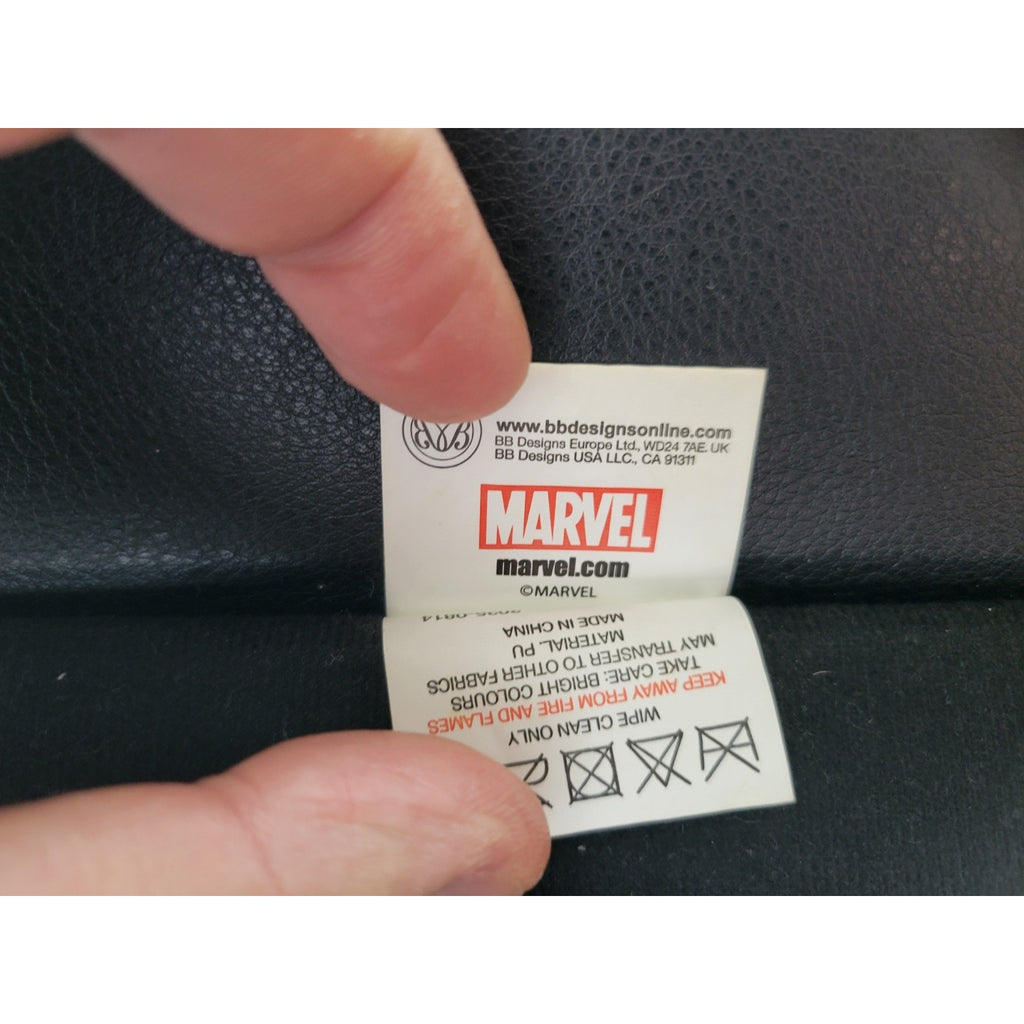 www.bbdesignsonline.com
BB Designs Europe Ltd., WD24 7AE. UK
BB Designs USA LLC., CA 91311
MARVEL
marvel.com
©MARVEL
WIPE CLEAN ONLY
KEEP AWAY FROM FIRE AND FLAMES
TAKE CARE: BRIGHT COLOURS
MAY TRANSFER TO OTHER FABRICS
MATERIAL PU
MADE IN CHINA